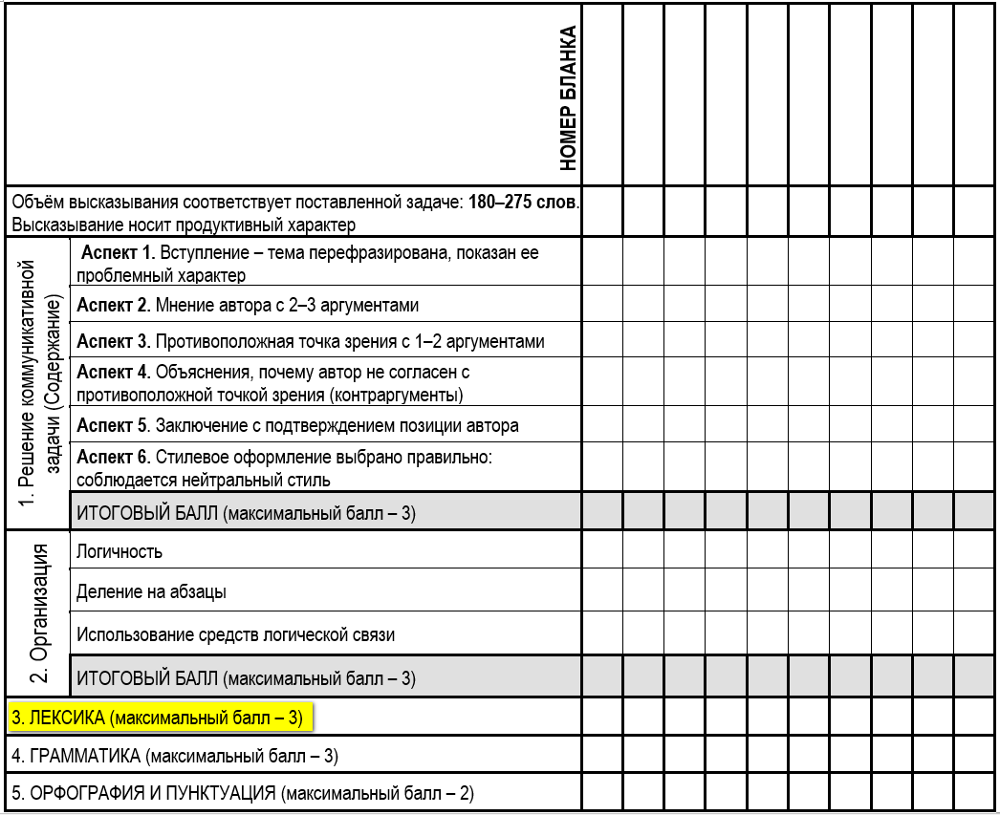 НОМЕР БЛАНКА
Объём высказывания соответствует поставленной задаче: 180–275 слов.
Высказывание носит продуктивный характер
1. Решение коммуникативной
задачи (Содержание)
Аспект 1. Вступление – тема перефразирована, показан ее
проблемный характер
Аспект 2. Мнение автора с 2–3 аргументами
Аспект 3. Противоположная точка зрения с 1–2 аргументами
Аспект 4. Объяснения, почему автор не согласен с
противоположной точкой зрения (контраргументы)
Аспект 5. Заключение с подтверждением позиции автора
Аспект 6. Стилевое оформление выбрано правильно:
соблюдается нейтральный стиль
ИТОГОВЫЙ БАЛЛ (максимальный балл – 3)
2. Организация
Логичность
Деление на абзацы
Использование средств логической связи
ИТОГОВЫЙ БАЛЛ (максимальный балл – 3)
3. ЛЕКСИКА (максимальный балл – 3)
4. ГРАММАТИКА (максимальный балл – 3)
5. ОРФОГРАФИЯ И ПУНКТУАЦИЯ (максимальный балл – 2)